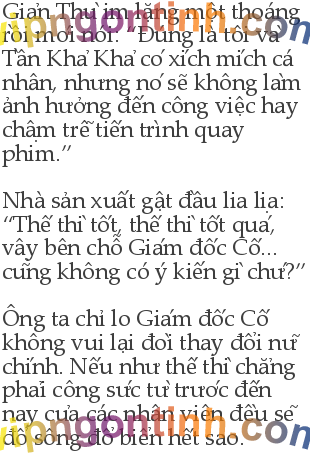 Giản Thư im lặng một thoáng
rồi mới nói: “Đúng là tôi và
Tần Khả Khả có xích mích cá
nhân, nhưng nó sẽ không làm
ảnh hưởng đến công việc hay
chậm trễ tiến trình quay
phim.”
Nhà sản xuất gật đầu lia lịa:
“Thế thì tốt, thế thì tốt quá,
vậy bên chỗ Giám đốc Cố...
cũng không có ý kiến gì chứ?”
Ông ta chỉ lo Giám đốc Cố
không vui lại đòi thay đổi nữ
chính. Nếu như thế thì chẳng
phải công sức từ trước đến
nay của các nhân viên đều sẽ
đổ sông đổ biển hết sao.
vipngontinh.com
vipngontinh.com